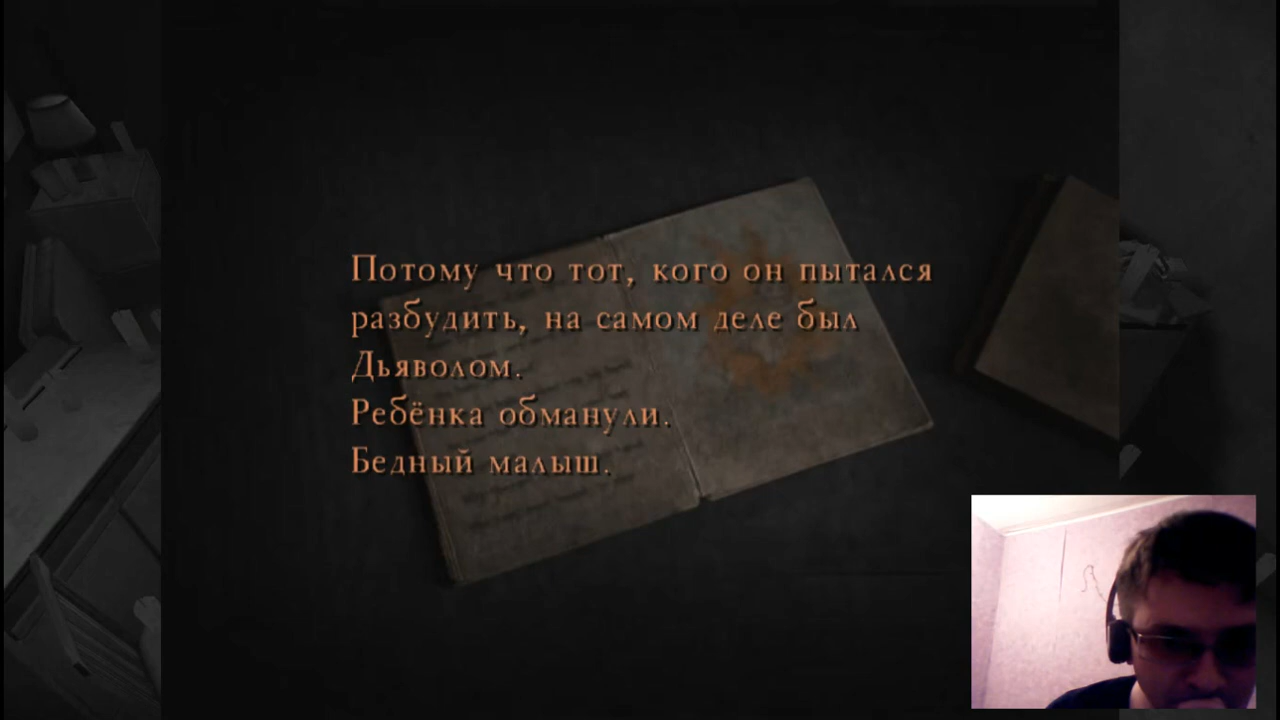 Потому что тот, кого он пытался
разбудить, на самом деле был
Дьяволом.
Ребёнка обманули.
Бедный малыш.